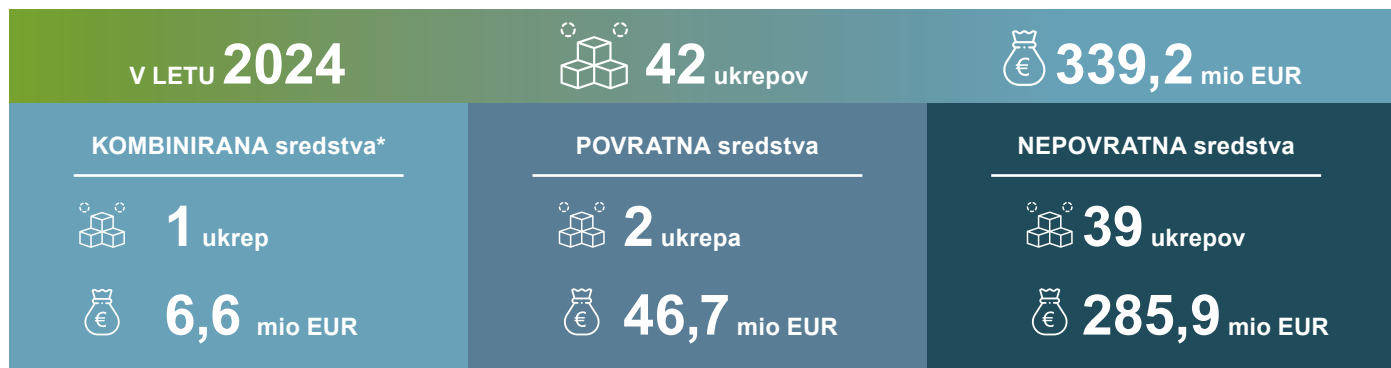 V LETU 2024
42 ukrepov
€ 339,2 mio EUR
KOMBINIRANA sredstva*
1 ukrep
€ 6,6 mio EUR
POVRATNA sredstva
2 ukrepa
€ 46,7 mio EUR
NEPOVRATNA sredstva
39 ukrepov
€ 285,9 mio EUR